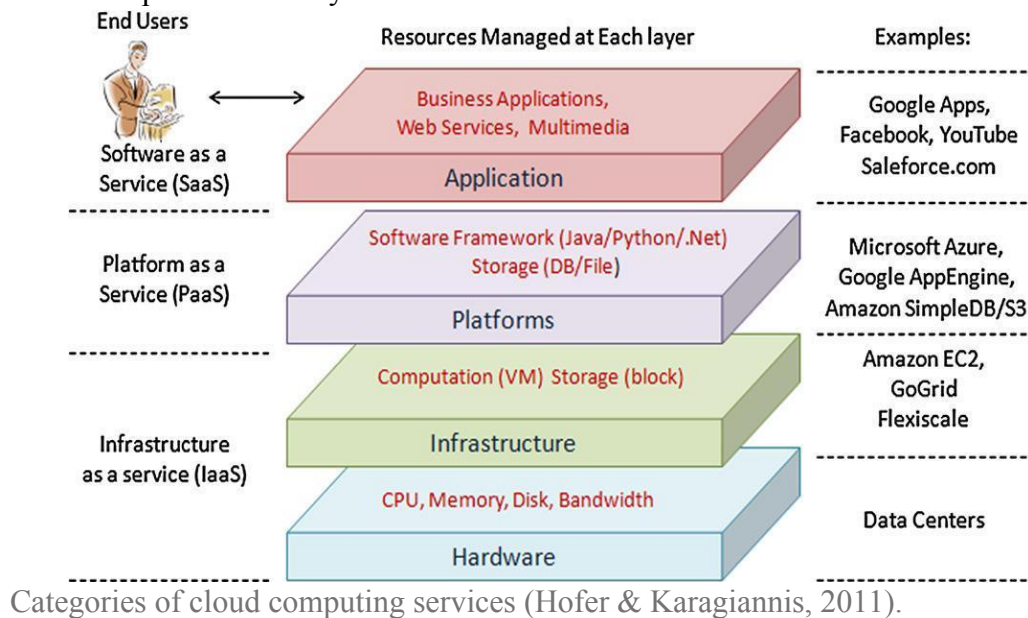 End Users
Resources Managed at Each layer
Examples:
Business Applications,
Web Services, Multimedia
Application
Software as a
Service (SaaS)
Google Apps,
Facebook, YouTube
Saleforce.com
Software Framework (Java/Python/.Net)
Storage (DB/File)
Platforms
Platform as a
Service (PaaS)
Microsoft Azure,
Google AppEngine,
Amazon SimpleDB/S3
Computation (VM) Storage (block)
Infrastructure
Amazon EC2,
GoGrid
Flexiscale
Infrastructure
as a service (IaaS)
CPU, Memory, Disk, Bandwidth
Hardware
Data Centers
Categories of cloud computing services (Hofer & Karagiannis, 2011).